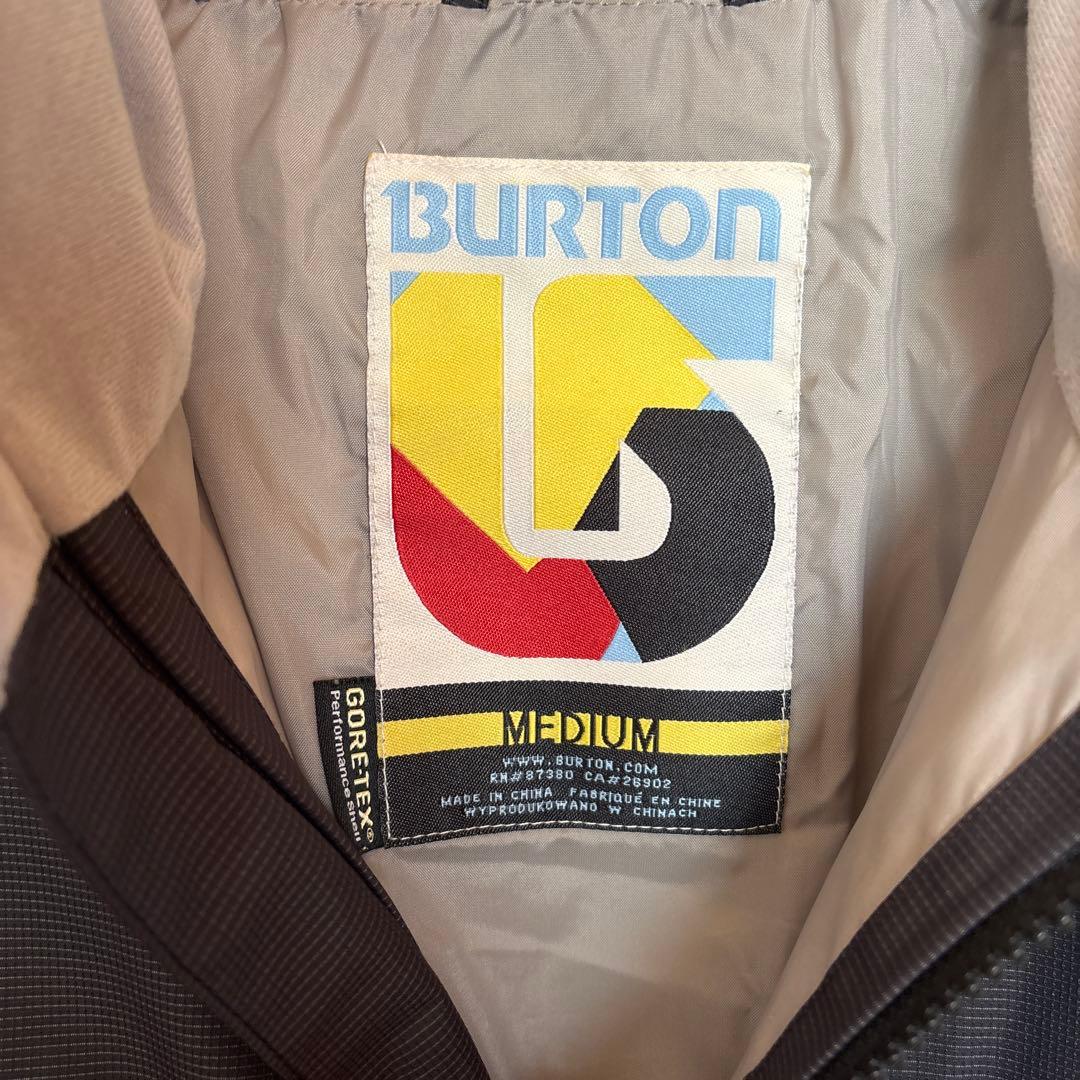 BURTON
MEDIUM
WWW.BURTON.COM
RN#87380 CA#26902
MADE IN CHINA FABRIQUÉ EN CHINE
WYPRODUKOWANO W CHINACH
GORE-TEX®
Performance Shell